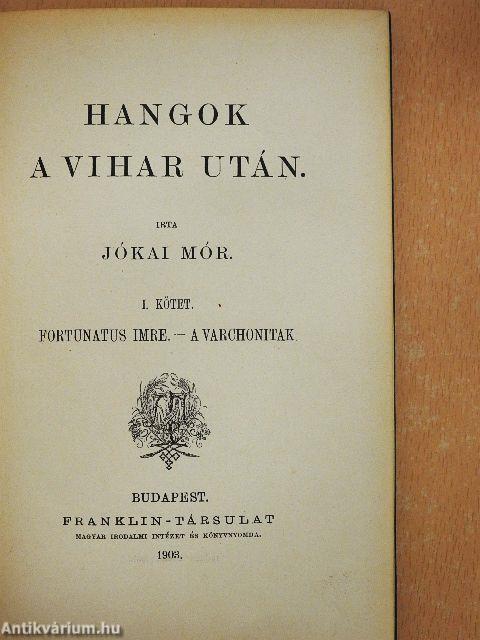 HANGOK
A VIHAR UTÁN.
IRTA
JÓKAI MÓR.
I. KÖTET.
FORTUNATUS IMRE. — A VARCHONITAK.
BUDAPEST.
FRANKLIN-TÁRSULAT
MAGYAR IRODALMI INTÉZET ÉS KÖNYVNYOMDA.
1903.
Antikvárium.hu